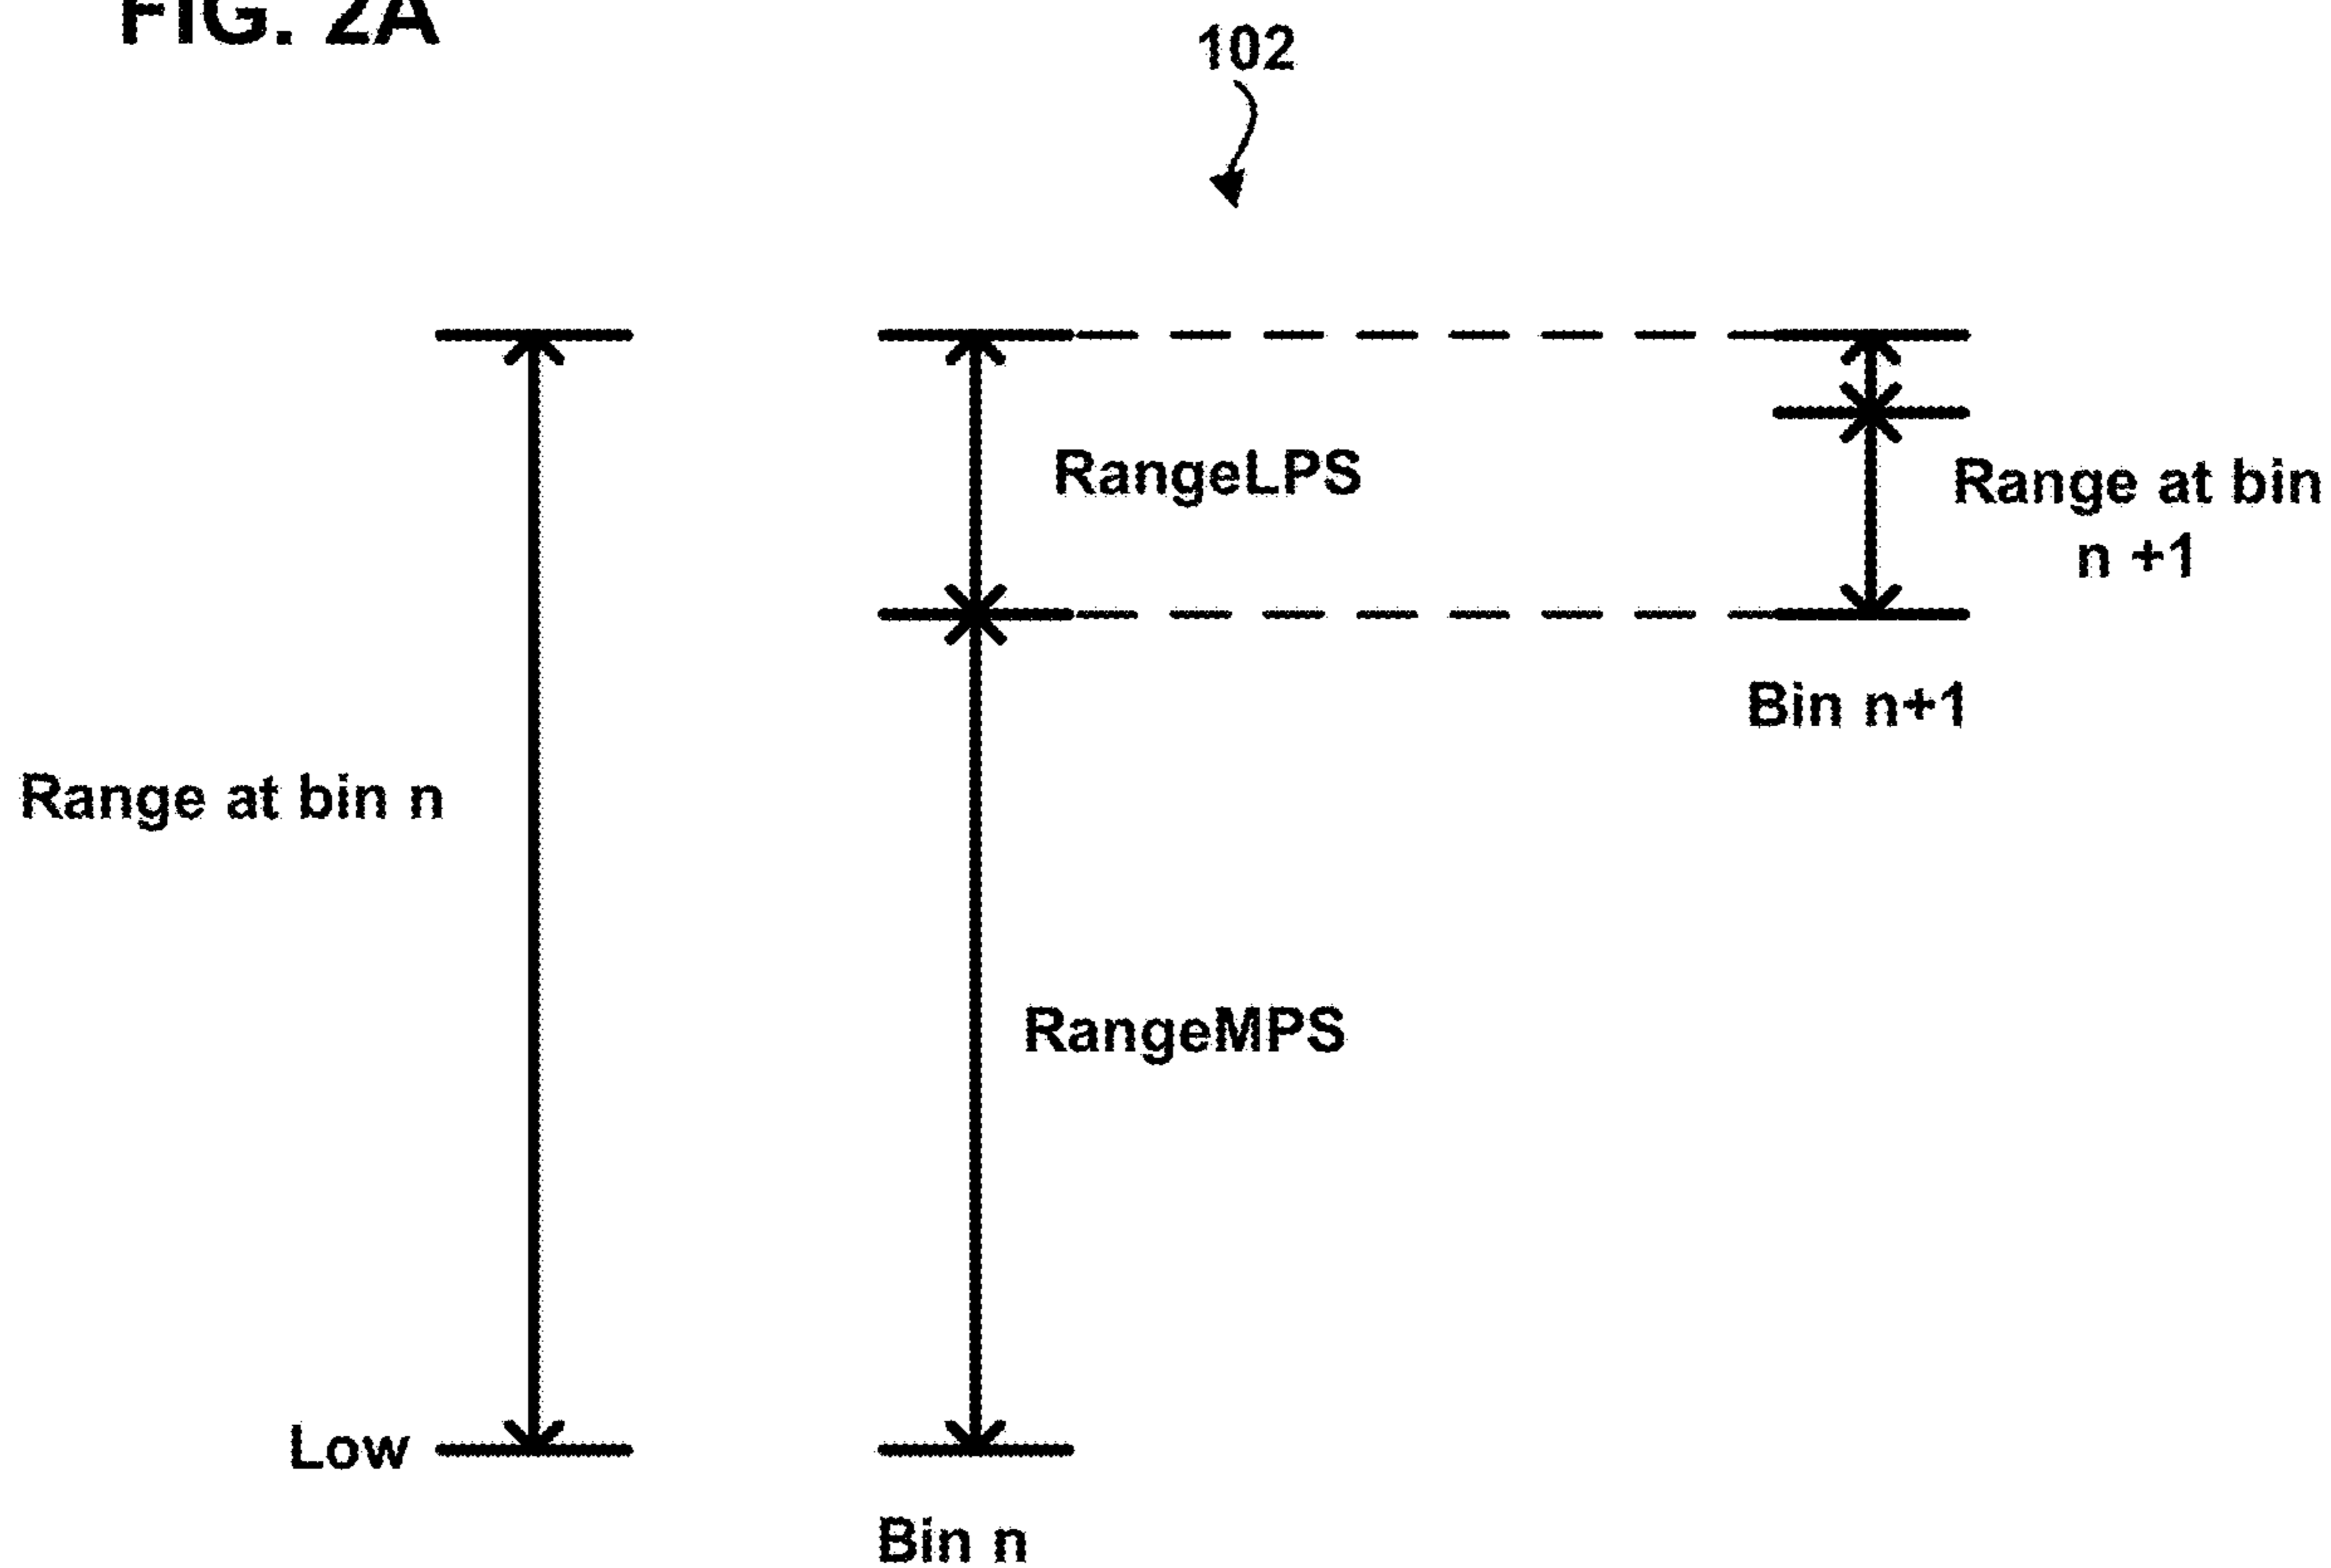 FIG. 2A
102
RangeLPS
Range at bin
n +1
Bin n+1
Range at bin n
RangeMPS
Low
Bin n